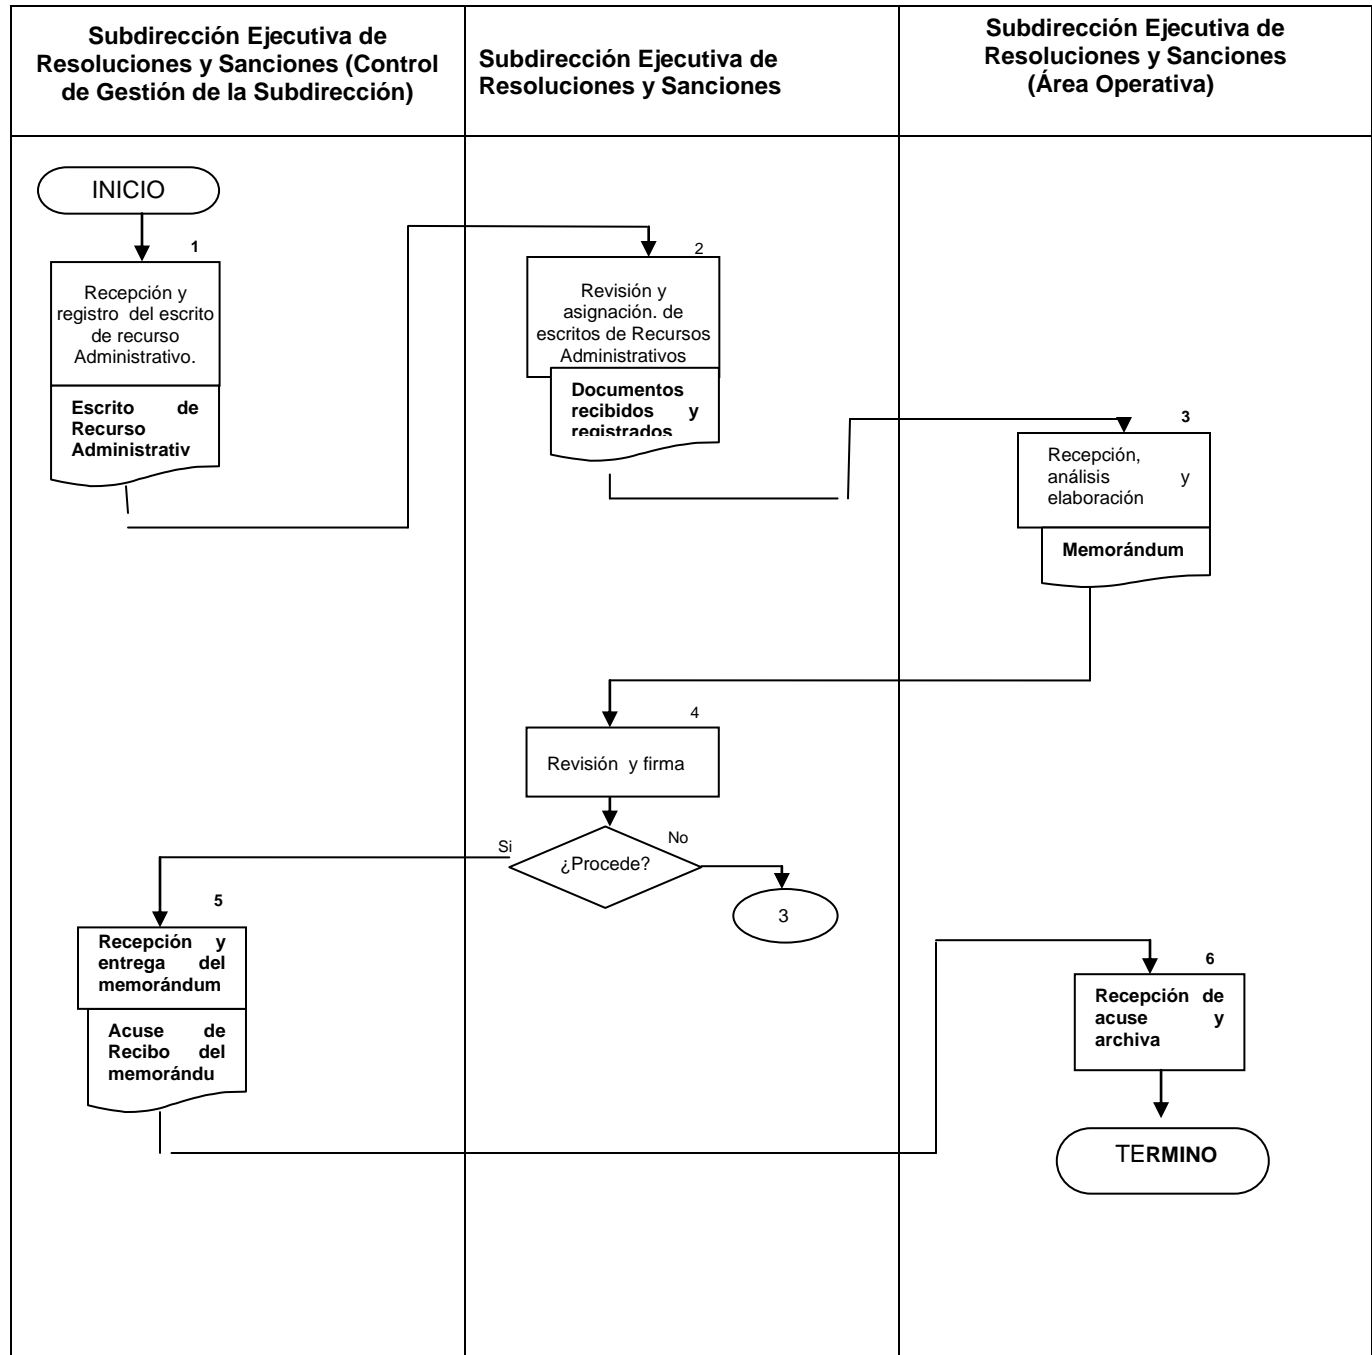 Subdirección Ejecutiva de
Resoluciones y Sanciones (Control
de Gestión de la Subdirección)
Subdirección Ejecutiva de
Resoluciones y Sanciones
Subdirección Ejecutiva de
Resoluciones y Sanciones
(Área Operativa)
INICIO
1
Recepción y
registro del escrito
de recurso
Administrativo.
Escrito de
Recurso
Administrativ
2
Revisión y
asignación. de
escritos de Recursos
Administrativos
Documentos
recibidos y
registrados
3
Recepción,
análisis y
elaboración
Memorándum
4
Revisión y firma
Si
¿Procede?
No
3
5
Recepción y
entrega del
memorándum
Acuse de
Recibo del
memorándu
6
Recepción de
acuse y
archiva
TERMINO